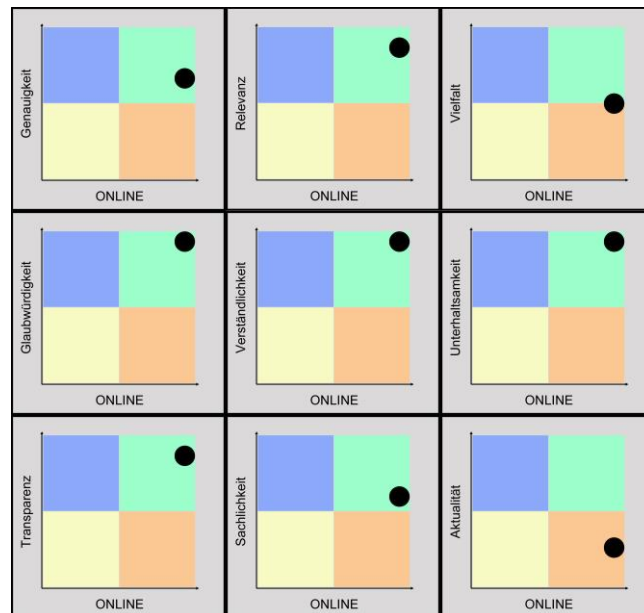 Genauigkeit
ONLINE
Relevanz
ONLINE
Vielfalt
ONLINE
Glaubwürdigkeit
ONLINE
Verständlichkeit
ONLINE
Unterhaltsamkeit
ONLINE
Transparenz
ONLINE
Sachlichkeit
ONLINE
Aktualität
ONLINE